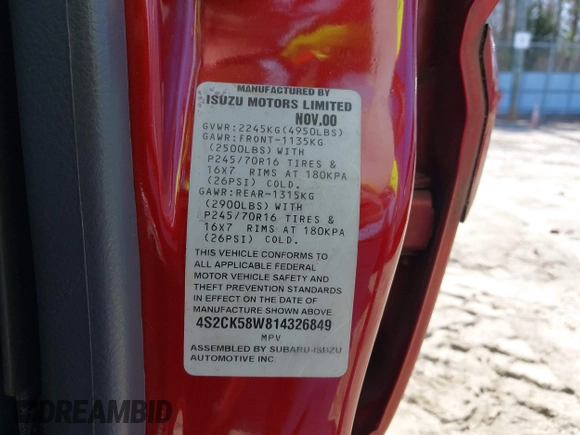 MANUFACTURED BY
ISUZU MOTORS LIMITED
NOV.00
GVWR:2245KG(4950LBS)
GAWR:FRONT-1135KG
(2500LBS) WITH
P245/70R16 TIRES &
16X7 RIMS AT 180KPA
(26PSI) COLD.
GAWR:REAR-1315KG
(2900LBS) WITH
P245/70R16 TIRES &
16X7 RIMS AT 180KPA
(26PSI) COLD.
THIS VEHICLE CONFORMS TO
ALL APPLICABLE FEDERAL
MOTOR VEHICLE SAFETY AND
THEFT PREVENTION STANDARDS
IN EFFECT ON THE DATE OF
MANUFACTURE SHOWN ABOVE.
4S2CK58W814326849
MPV
ASSEMBLED BY SUBARU-ISUZU
AUTOMOTIVE INC.
DREAMBID